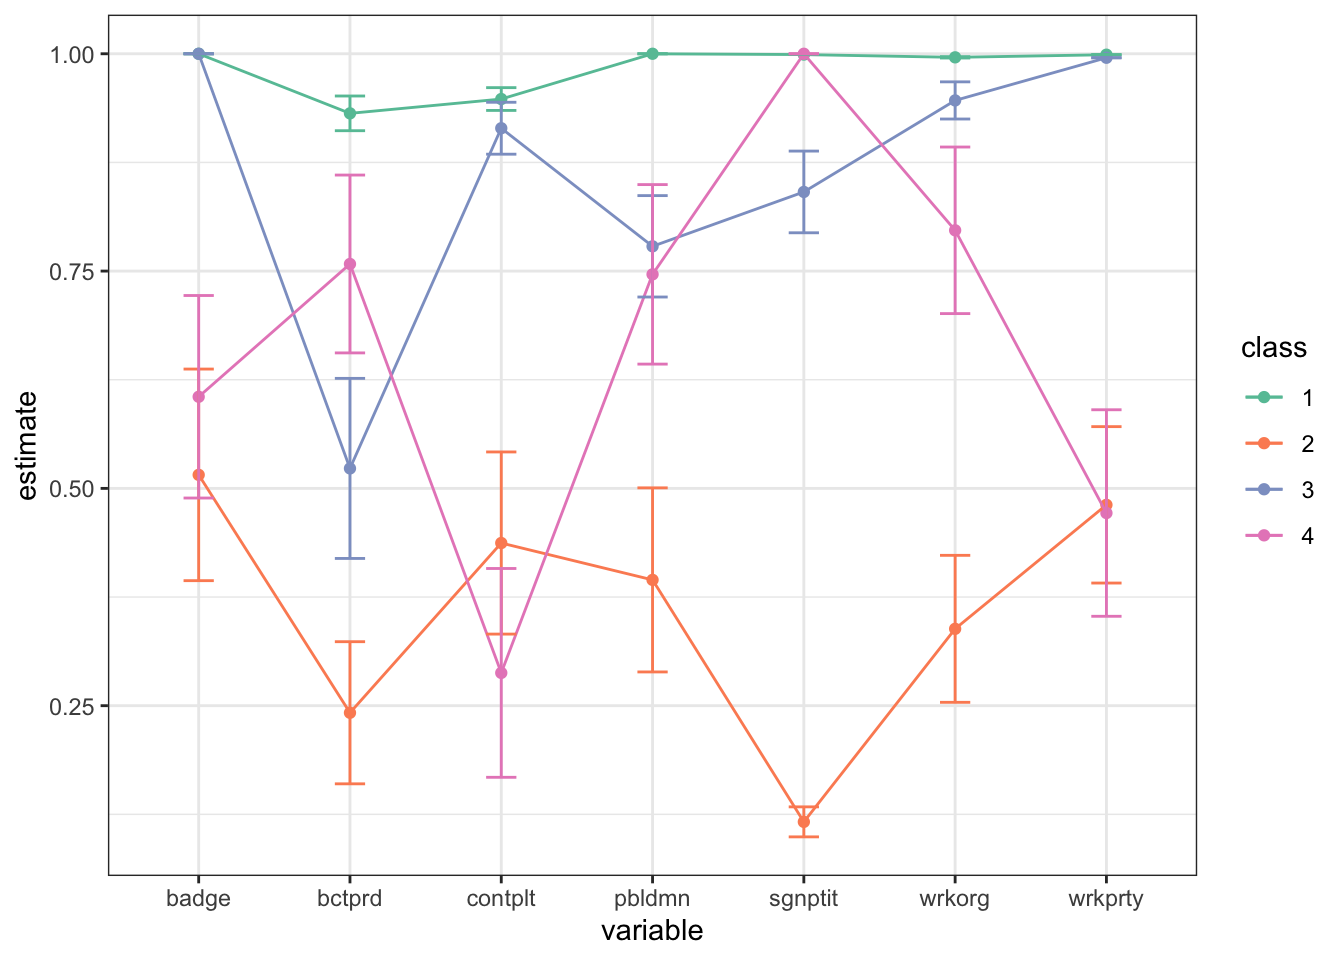 1.00
0.75
0.50
0.25
estimate
badge bctprd contplt pbldmn sgnptit wrkorg wrkprty
variable
class
1
2
3
4